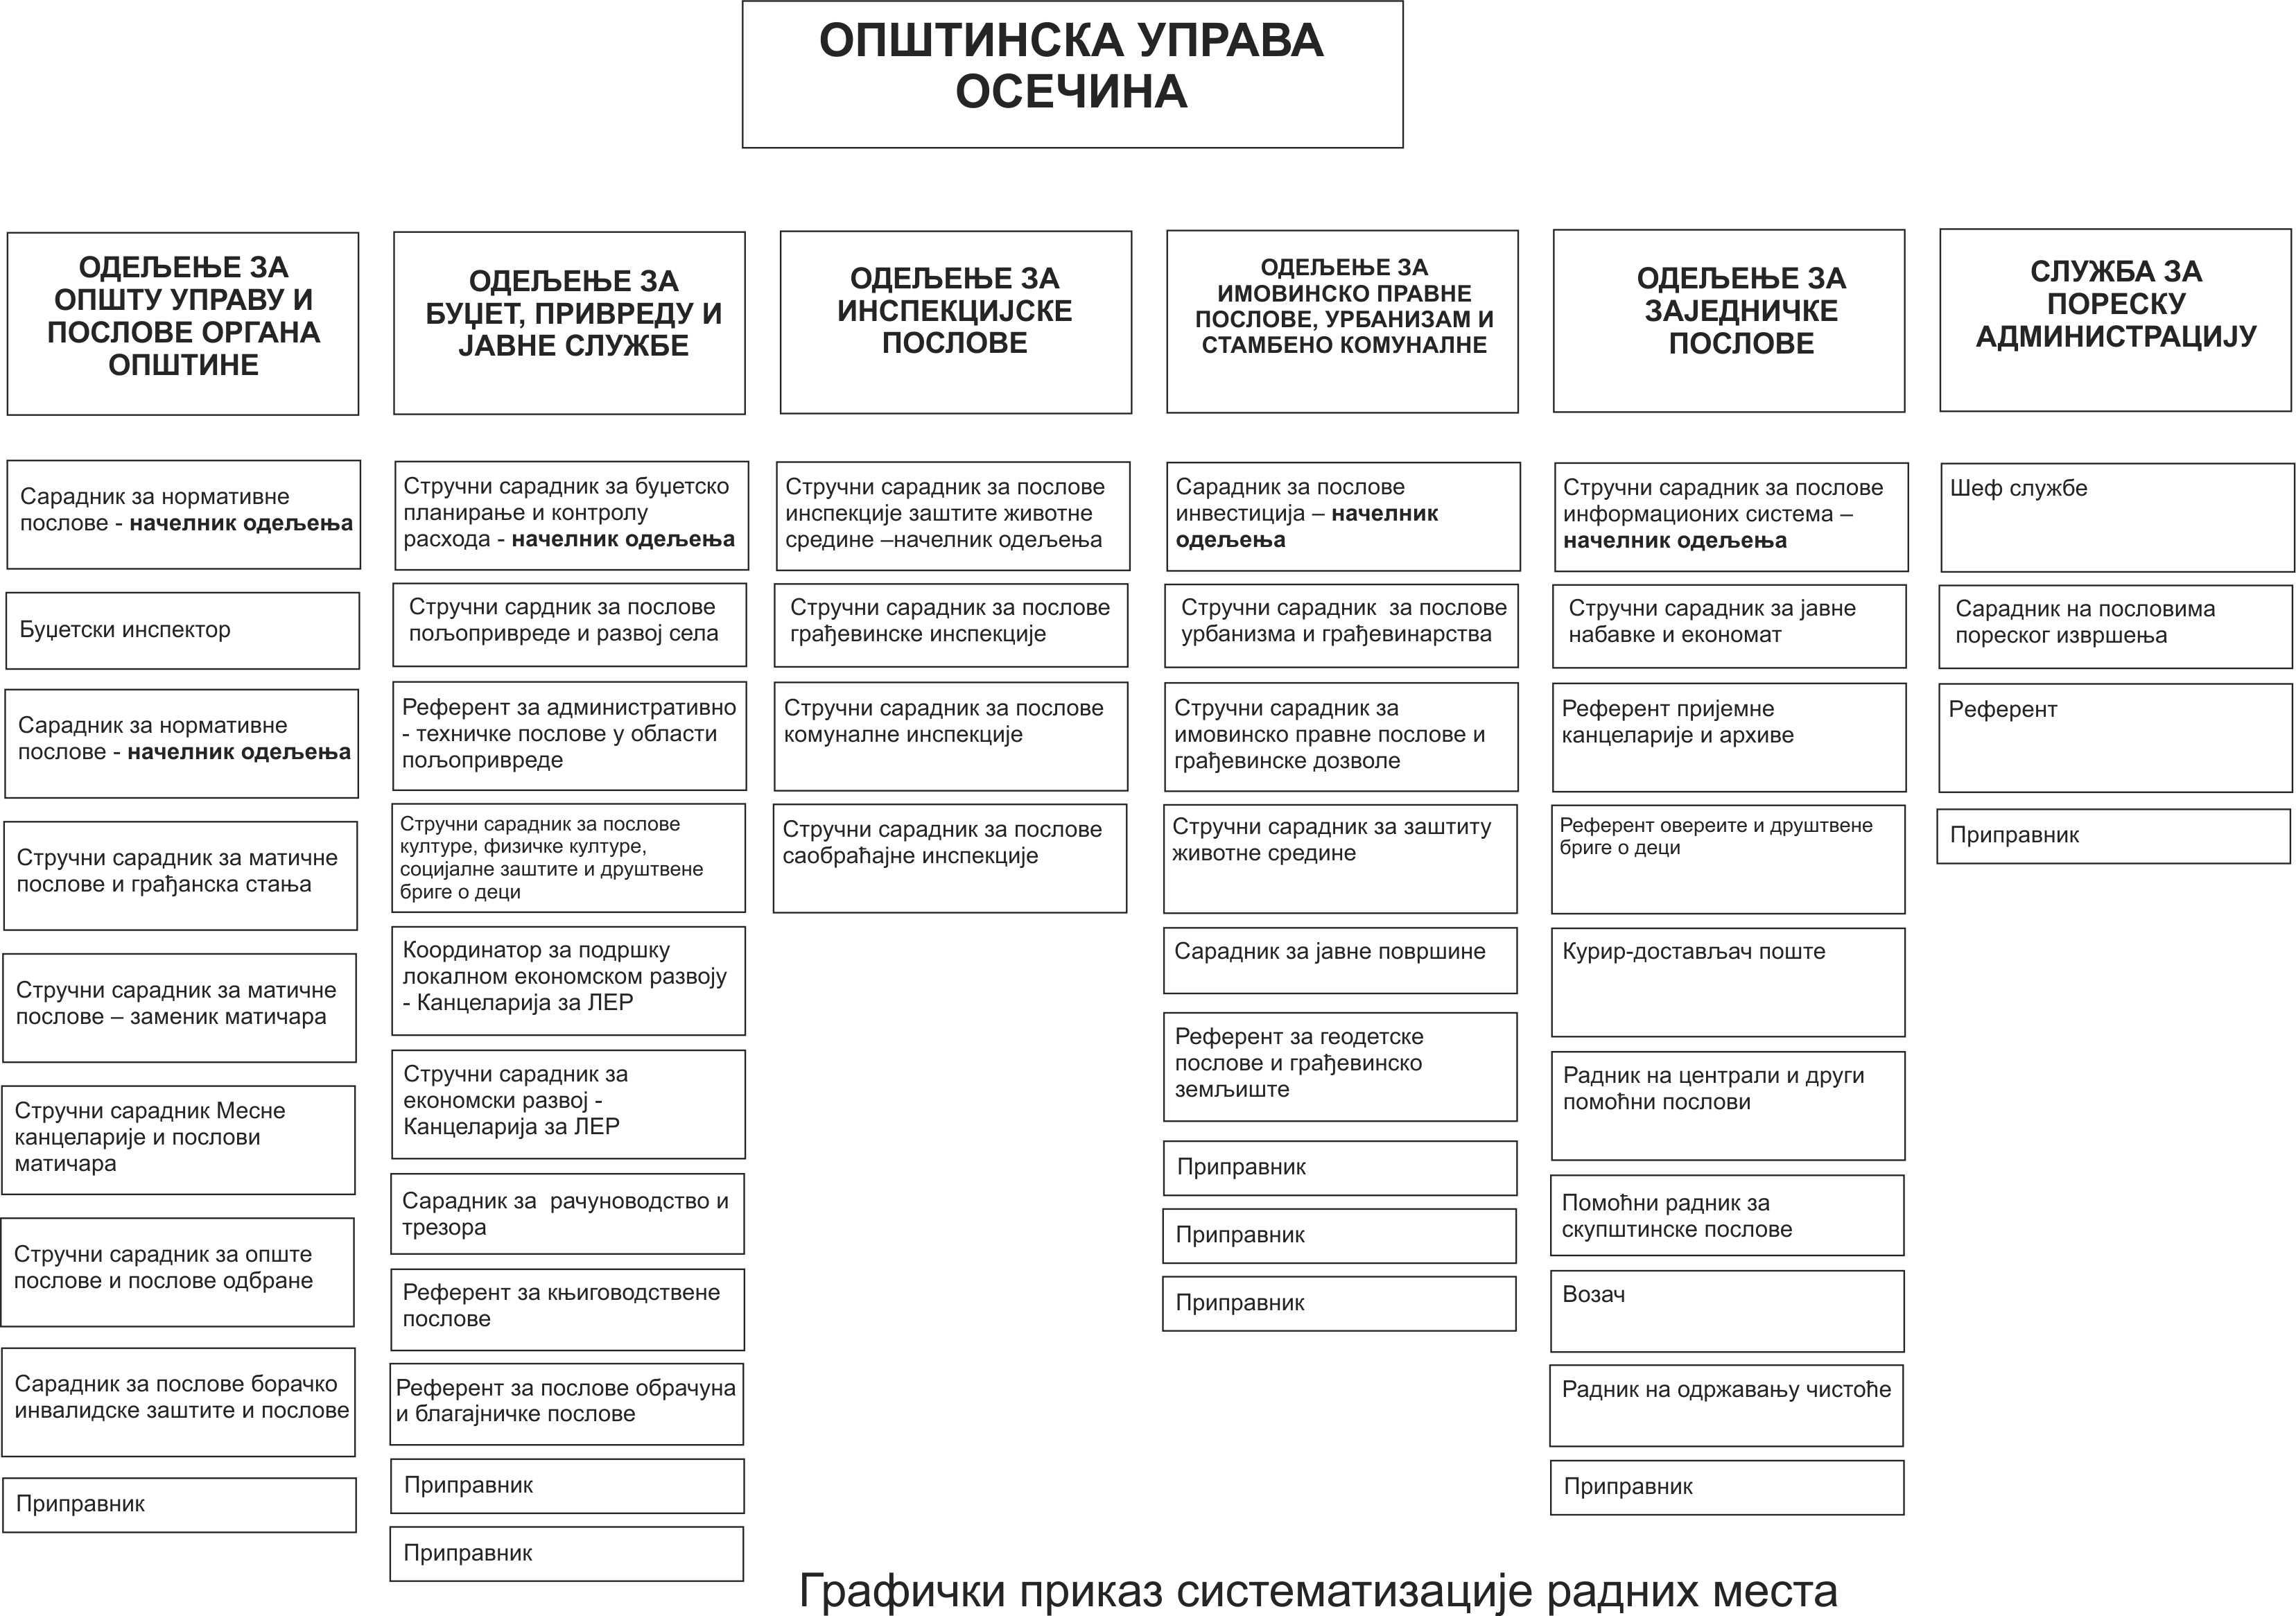 ОПШТИНСКА УПРАВА
ОСЕЧИНА
ОДЕЉЕЊЕ ЗА
ОПШТУ УПРАВУ И
ПОСЛОВЕ ОРГАНА
ОПШТИНЕ
Сарадник за нормативне
послове - начелник одељења
Буџетски инспектор
Сарадник за нормативне
послове - начелник одељења
Стручни сарадник за матичне
послове и грађанска стања
Стручни сарадник за матичне
послове – заменик матичара
Стручни сарадник Месне
канцеларије и послови
матичара
Стручни сарадник за опште
послове и послове одбране
Сарадник за послове борачко
инвалидске заштите и послове
Приправник
ОДЕЉЕЊЕ ЗА
БУЏЕТ, ПРИВРЕДУ И
ЈАВНЕ СЛУЖБЕ
Стручни сарадник за буџетско
планирање и контролу
расхода - начелник одељења
Стручни сардник за послове
пољопривреде и развој села
Референт за административно
- техничке послове у области
пољопривреде
Стручни сарадник за послове
културе, физичке културе,
социјалне заштите и друштвене
бриге о деци
Координатор за подршку
локалном економском развоју
- Канцеларија за ЛЕР
Стручни сарадник за
економски развој -
Канцеларија за ЛЕР
Сарадник за  рачуноводство и
трезора
Референт за књиговодствене
послове
Референт за послове обрачуна
и благајничке послове
Приправник
Приправник
ОДЕЉЕЊЕ ЗА
ИНСПЕКЦИЈСКЕ
ПОСЛОВЕ
Стручни сарадник за послове
инспекције заштите животне
средине –начелник одељења
Стручни сарадник за послове
грађевинске инспекције
Стручни сарадник за послове
комуналне инспекције
Стручни сарадник за послове
саобраћајне инспекције
ОДЕЉЕЊЕ ЗА
ИМОВИНСКО ПРАВНЕ
ПОСЛОВЕ, УРБАНИЗАМ И
СТАМБЕНО КОМУНАЛНЕ
Сарадник за послове
инвестиција – начелник
одељења
Стручни сарадник  за послове
урбанизма и грађевинарства
Стручни сарадник за
имовинско правне послове и
грађевинске дозволе
Стручни сарадник за заштиту
животне средине
Сарадник за јавне површине
Референт за геодетске
послове и грађевинско
земљиште
Приправник
Приправник
Приправник
ОДЕЉЕЊЕ ЗА
ЗАЈЕДНИЧКЕ
ПОСЛОВЕ
Стручни сарадник за послове
информационих система –
начелник одељења
Стручни сарадник за јавне
набавке и економат
Референт пријемне
канцеларије и архиве
Референт овереите и друштвене
бриге о деци
Курир-достављач поште
Радник на централи и други
помоћни послови
Помоћни радник за
скупштинске послове
Возач
Радник на одржавању чистоће
Приправник
СЛУЖБА ЗА
ПОРЕСКУ
АДМИНИСТРАЦИЈУ
Шеф службе
Сарадник на пословима
пореског извршења
Референт
Приправник
Графички приказ систематизације радних места